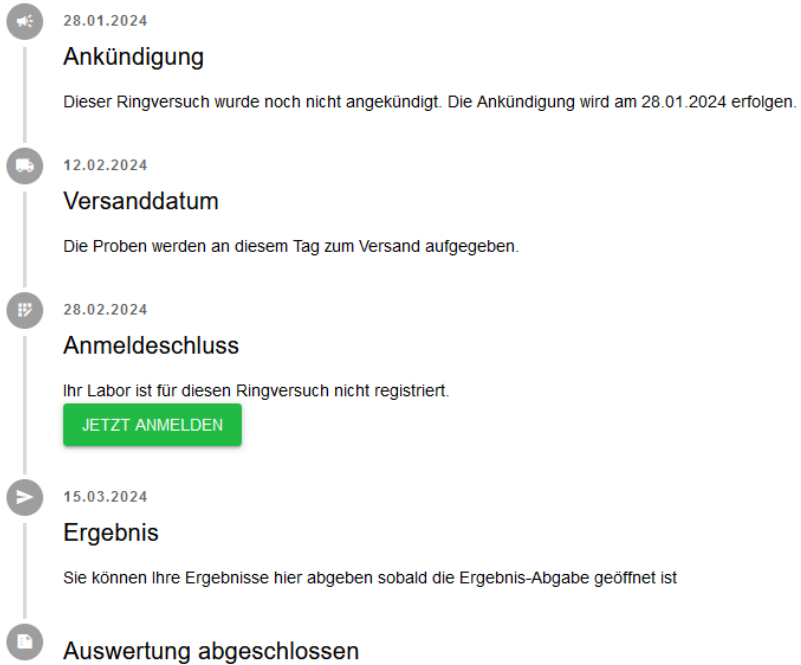 28.01.2024
Ankündigung
Dieser Ringversuch wurde noch nicht angekündigt. Die Ankündigung wird am 28.01.2024 erfolgen.
12.02.2024
Versanddatum
Die Proben werden an diesem Tag zum Versand aufgegeben.
28.02.2024
Anmeldeschluss
Ihr Labor ist für diesen Ringversuch nicht registriert.
JETZT ANMELDEN
15.03.2024
Ergebnis
Sie können Ihre Ergebnisse hier abgeben sobald die Ergebnis-Abgabe geöffnet ist
Auswertung abgeschlossen